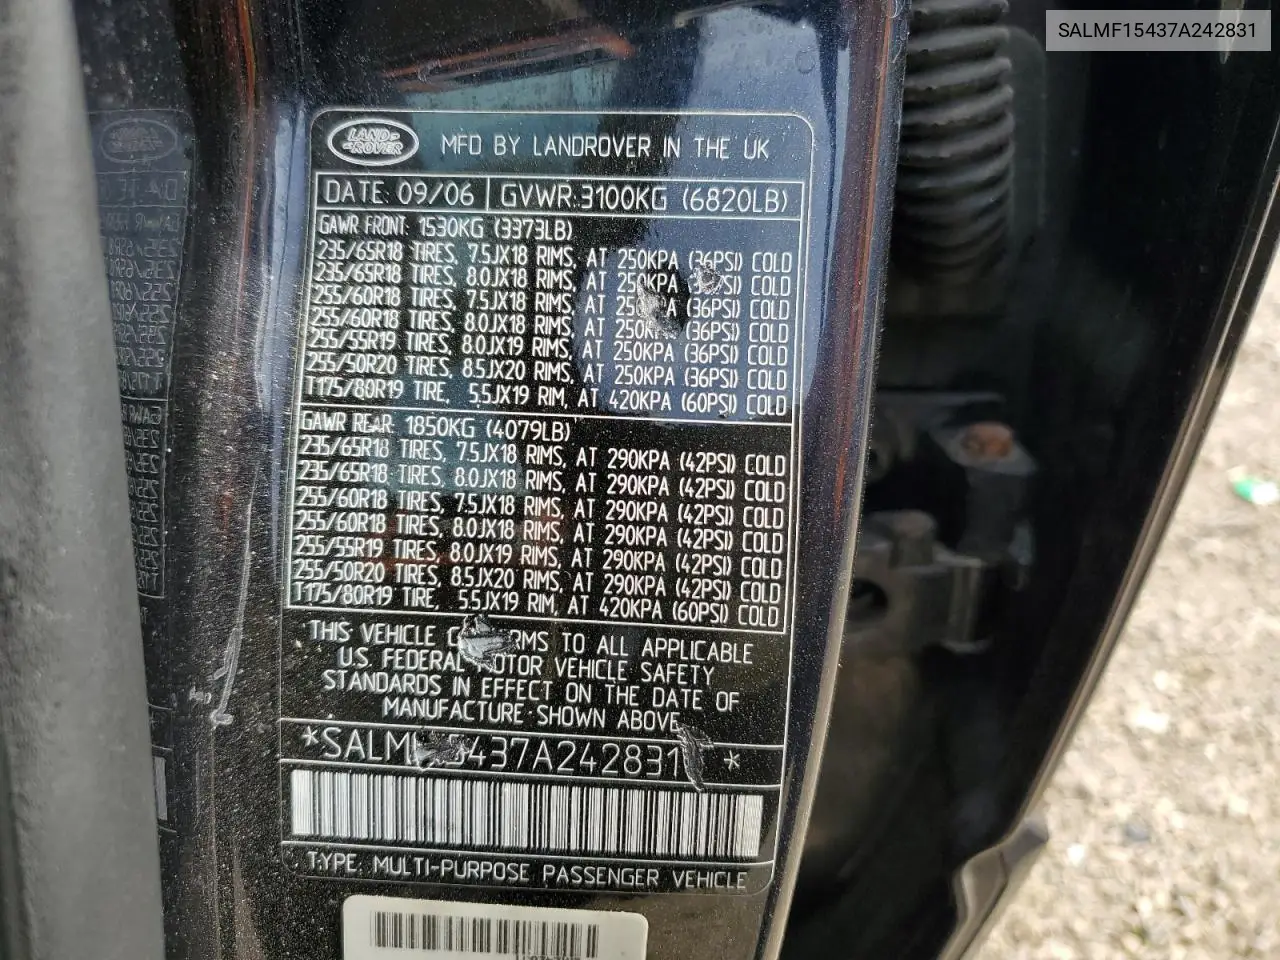 SALMF15437A242831
LAND-
-ROVER
MFD BY LANDROVER IN THE UK
DATE: 09/06 GVWR: 3100KG (6820LB)
GAWR FRONT: 1530KG (3373LB)
235/65R18 TIRES, 7.5JX18 RIMS, AT 250KPA (36PSI) COLD
235/65R18 TIRES, 8.0JX18 RIMS, AT 250KPA COLD
255/60R18 TIRES, 7.5JX18 RIMS, AT (36PSI) COLD
255/60R18 TIRES, 8.0JX18 RIMS, AT (36PSI) COLD
255/55R19 TIRES, 8.0JX19 RIMS, AT 250KPA (36PSI) COLD
255/50R20 TIRES, 8.5JX20 RIMS, AT 250KPA (36PSI) COLD
T175/80R19 TIRE, 5.5JX19 RIM, AT 420KPA (60PSI) COLD
GAWR REAR: 1850KG (4079LB)
235/65R18 TIRES, 7.5JX18 RIMS, AT 290KPA (42PSI) COLD
235/65R18 TIRES, 8.0JX18 RIMS, AT 290KPA (42PSI) COLD
255/60R18 TIRES, 7.5JX18 RIMS, AT 290KPA (42PSI) COLD
255/60R18 TIRES, 8.0JX18 RIMS, AT 290KPA (42PSI) COLD
255/55R19 TIRES, 8.0JX19 RIMS, AT 290KPA (42PSI) COLD
255/50R20 TIRES, 8.5JX20 RIMS, AT 290KPA (42PSI) COLD
T175/80R19 TIRE, 5.5JX19 RIM, AT 420KPA (60PSI) COLD
THIS VEHICLE TO ALL APPLICABLE
U.S. FEDERAL VEHICLE SAFETY
STANDARDS IN EFFECT ON THE DATE OF
MANUFACTURE SHOWN ABOVE
TYPE: MULTI-PURPOSE PASSENGER VEHICLE